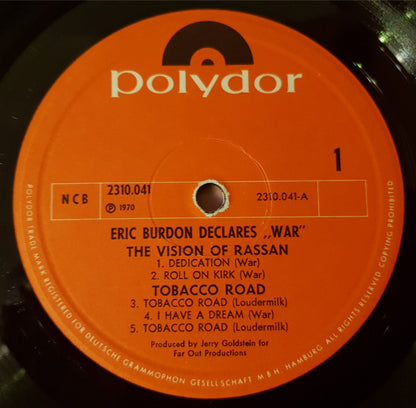 polydor
1
NCB
2310.041
℗ 1970
2310.041-A
ERIC BURDON DECLARES „WAR"
THE VISION OF RASSAN
1. DEDICATION (War)
2. ROLL ON KIRK (War)
TOBACCO ROAD
3. TOBACCO ROAD (Loudermilk)
4. I HAVE A DREAM (War)
5. TOBACCO ROAD (Loudermilk)
Produced by Jerry Goldstein for
Far Out Productions
POLYDOR TRADE MARK REGISTERED FOR DEUTSCHE GRAMMOPHON GESELLSCHAFT M B H. HAMBURG ALL RIGHTS RESERVED. COPYING PROHIBITED